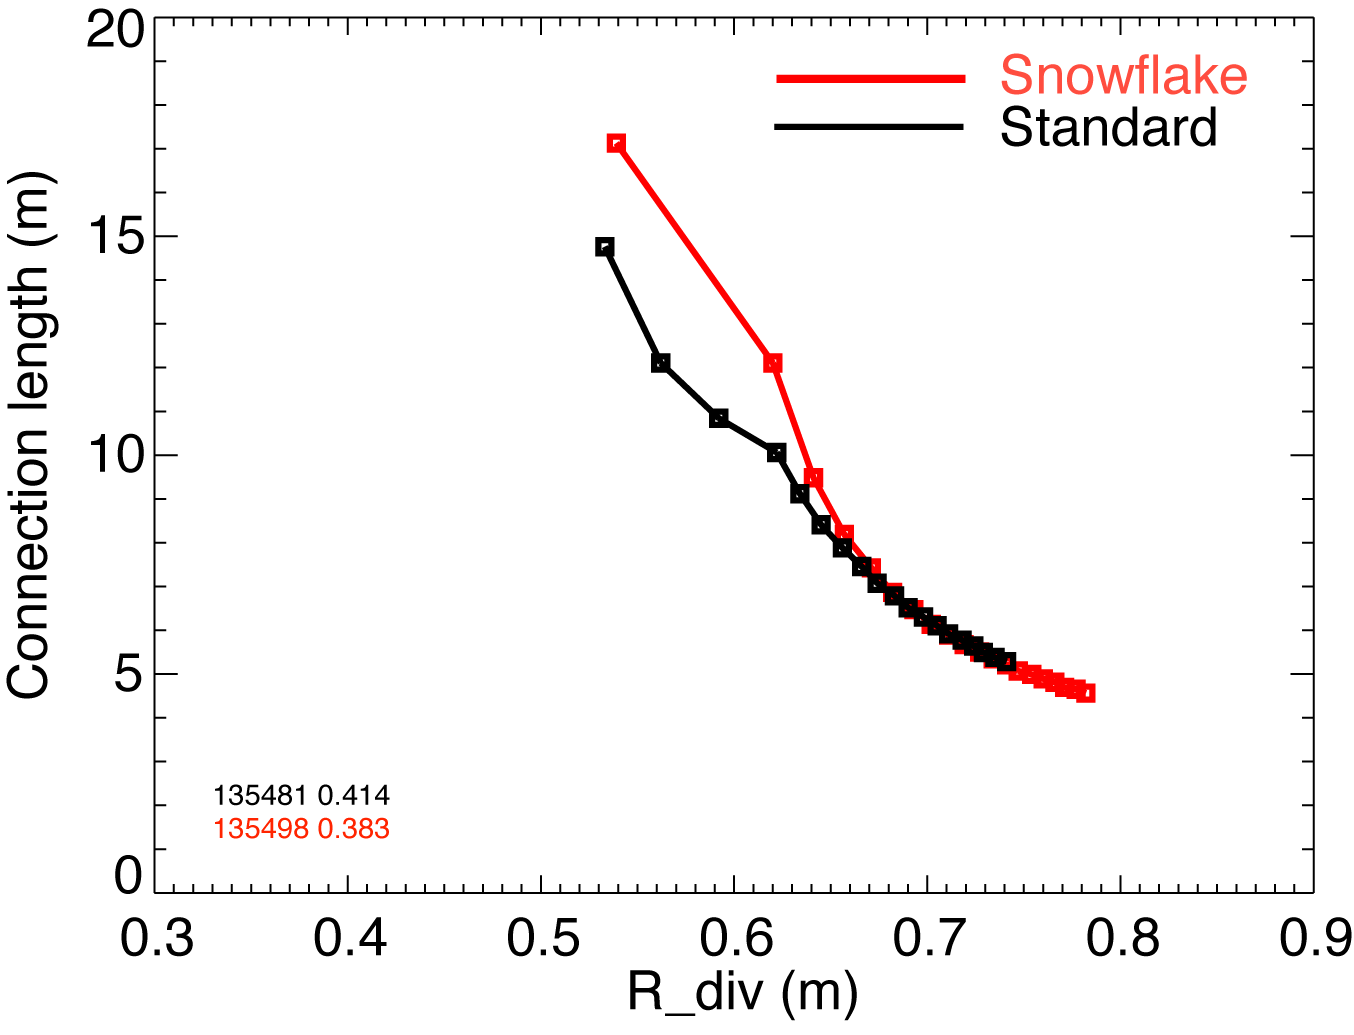 20
Snowflake
Standard
15
Connection length (m)
10
5
135481 0.414
135498 0.383
0
0.3 0.4 0.5 0.6 0.7 0.8 0.9
R_div (m)